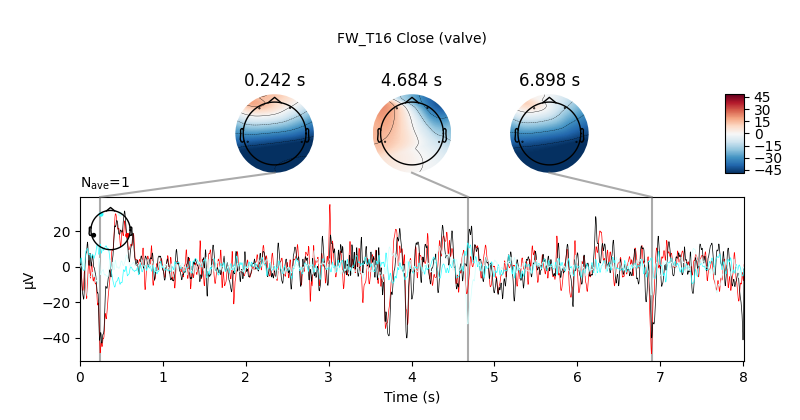 FW_T16 Close (valve)
0.242 s
4.684 s
6.898 s
45
30
15
0
−15
−30
−45
Nave=1
20
0
−20
−40
µV
0 1 2 3 4 5 6 7 8
Time (s)